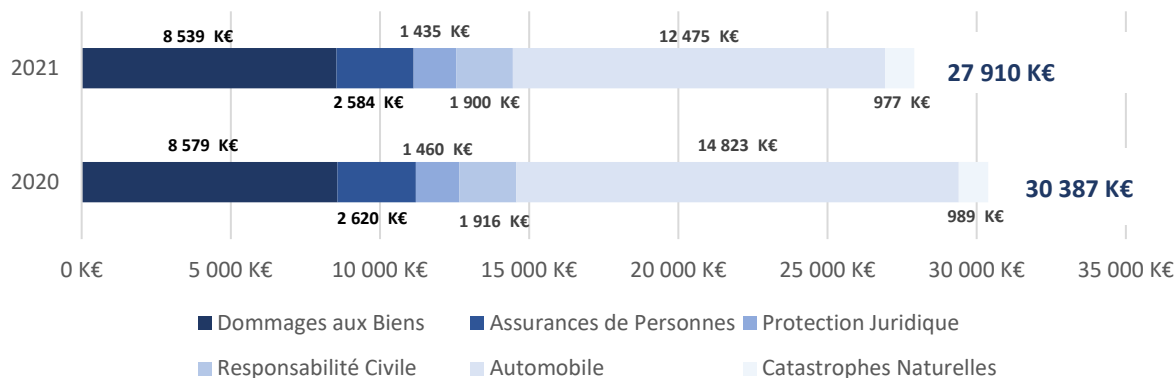 8 539 K€ 1 435 K€ 12 475 K€
2021 27 910 K€
2 584 K€ 1 900 K€ 977 K€
8 579 K€ 1 460 K€ 14 823 K€
2020 30 387 K€
2 620 K€ 1 916 K€ 989 K€
0 K€ 5 000 K€ 10 000 K€ 15 000 K€ 20 000 K€ 25 000 K€ 30 000 K€ 35 000 K€
Dommages aux Biens Assurances de Personnes Protection Juridique
Responsabilité Civile Automobile Catastrophes Naturelles